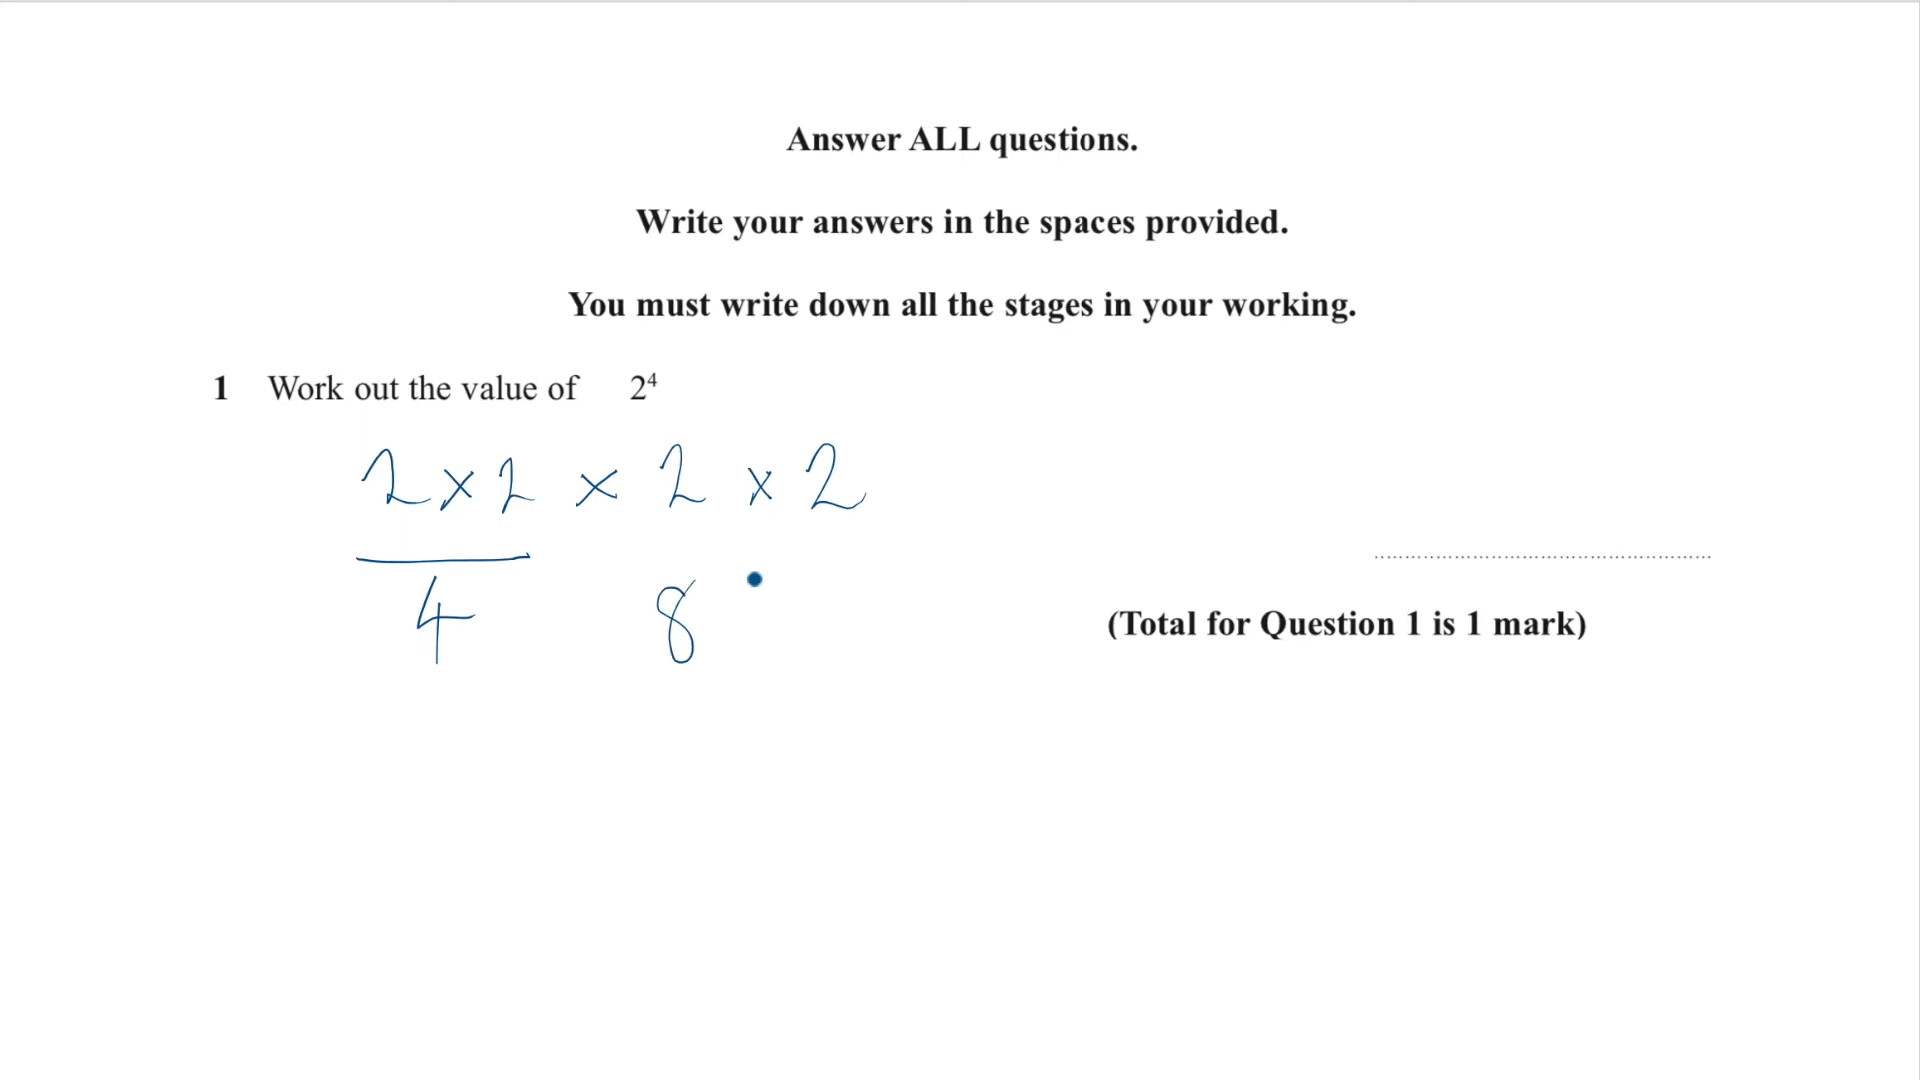 Answer ALL questions.
Write your answers in the spaces provided.
You must write down all the stages in your working.
1 Work out the value of 2⁴
2 × 2 × 2 × 2
4 8
(Total for Question 1 is 1 mark)